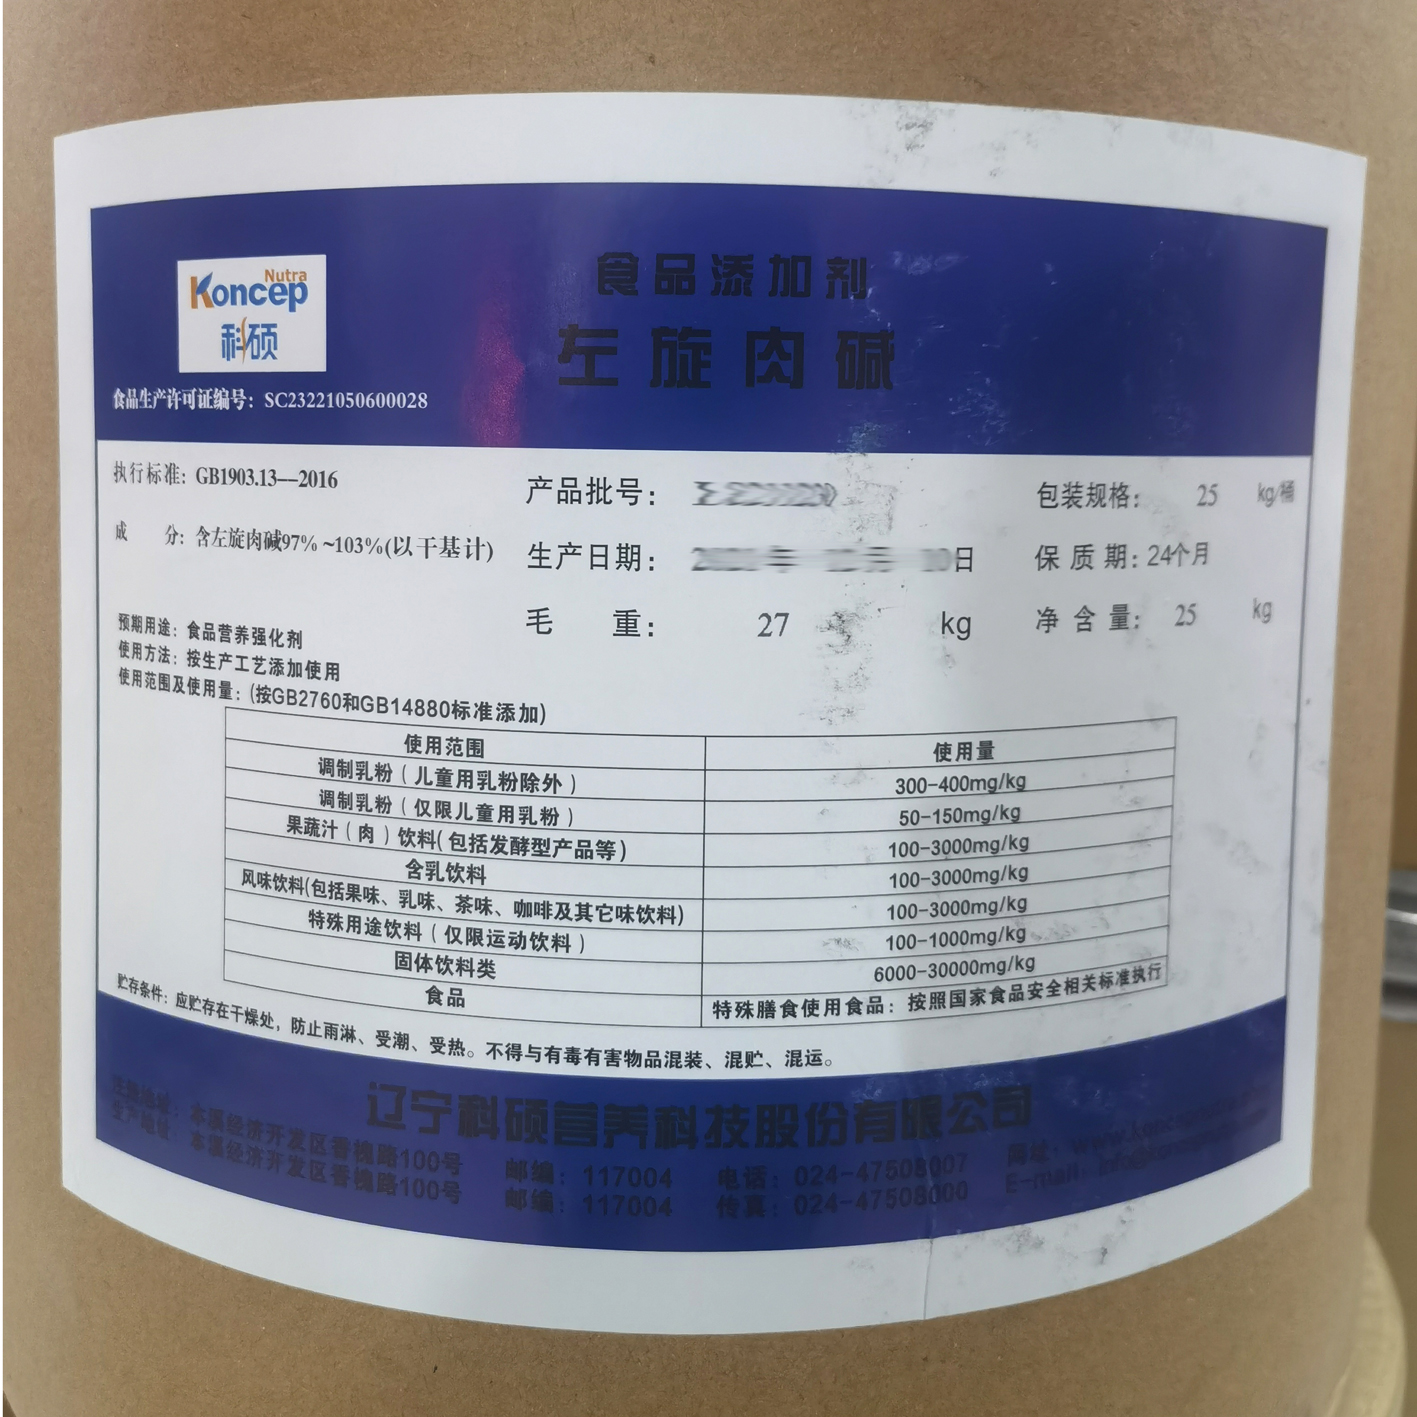 Nutra
Koncep
科硕
食品添加剂
左旋肉碱
食品生产许可证编号：SC23221050600028
执行标准：GB1903.13--2016
成 分：含左旋肉碱97%~103%(以干基计)
产品批号：
包装规格： 25 kg/桶
生产日期： 日
保 质 期：24个月
毛 重： 27 kg
净 含 量： 25 kg
预期用途：食品营养强化剂
使用方法：按生产工艺添加使用
使用范围及使用量：(按GB2760和GB14880标准添加)
使用范围 使用量
调制乳粉（儿童用乳粉除外） 300-400mg/kg
调制乳粉（仅限儿童用乳粉） 50-150mg/kg
果蔬汁（肉）饮料(包括发酵型产品等) 100-3000mg/kg
含乳饮料 100-3000mg/kg
风味饮料(包括果味、乳味、茶味、咖啡及其它味饮料) 100-3000mg/kg
特殊用途饮料（仅限运动饮料） 100-1000mg/kg
固体饮料类 6000-30000mg/kg
食品 特殊膳食使用食品：按照国家食品安全相关标准执行
贮存条件：应贮存在干燥处，防止雨淋、受潮、受热。不得与有毒有害物品混装、混贮、混运。
辽宁科硕营养科技股份有限公司
注册地址：本溪经济开发区香槐路100号 邮编：117004 电话：024-47508007 网址：
生产地址：本溪经济开发区香槐路100号 邮编：117004 传真：024-47508000 E-mail：